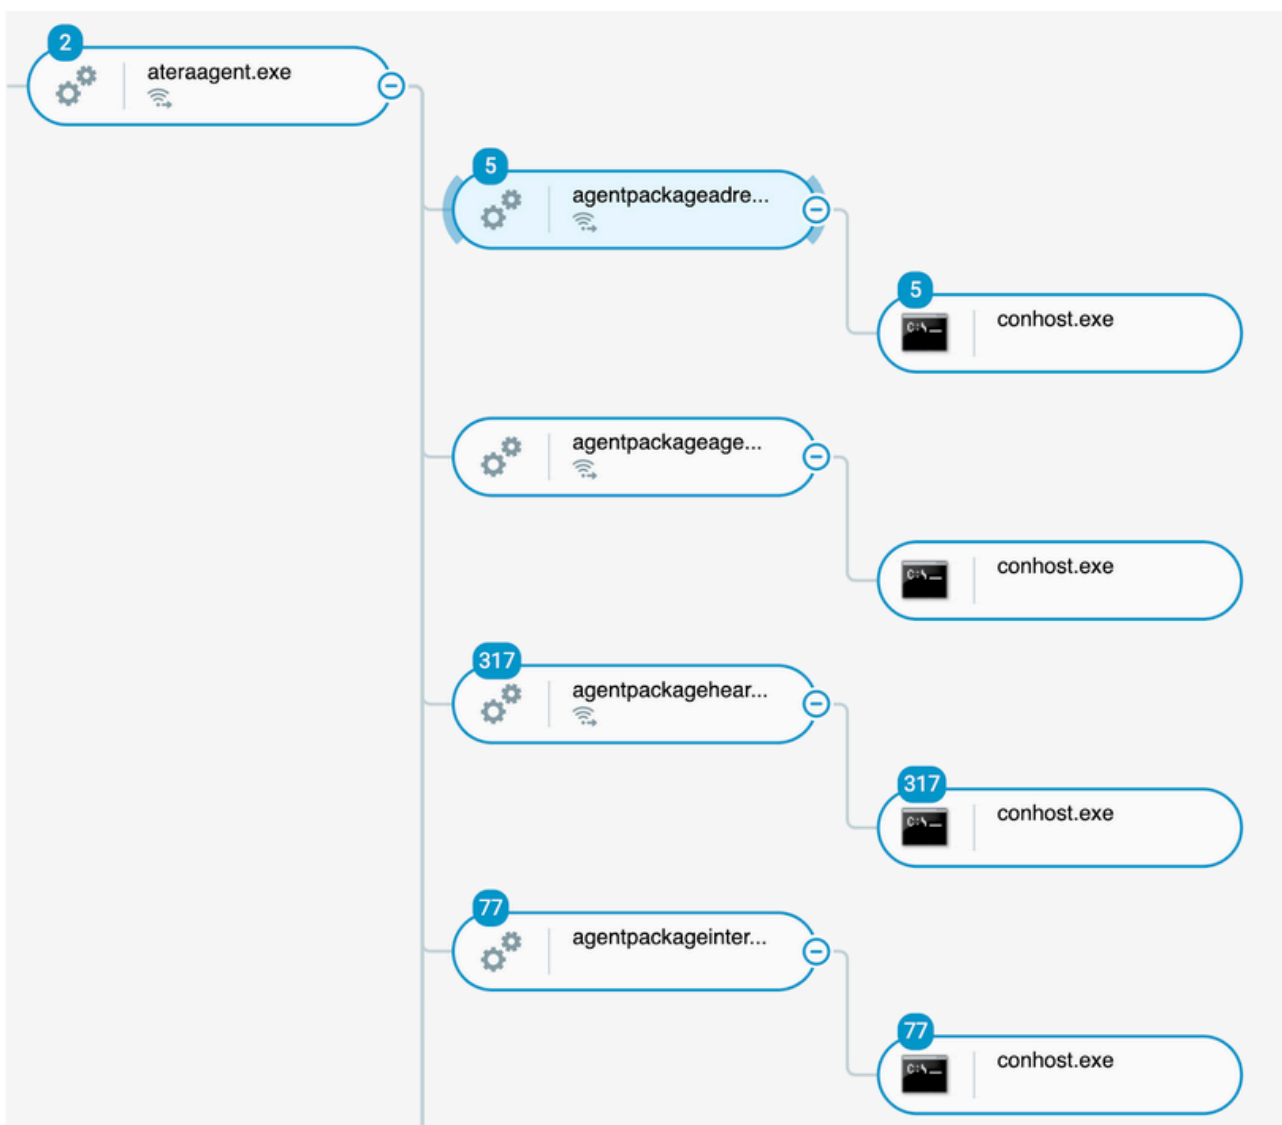 2
ateraagent.exe
5
agentpackageadre...
5
conhost.exe
agentpackageage...
C:\_
conhost.exe
317
agentpackagehear...
317
C:\_
conhost.exe
77
agentpackageinter...
77
C:\_
conhost.exe